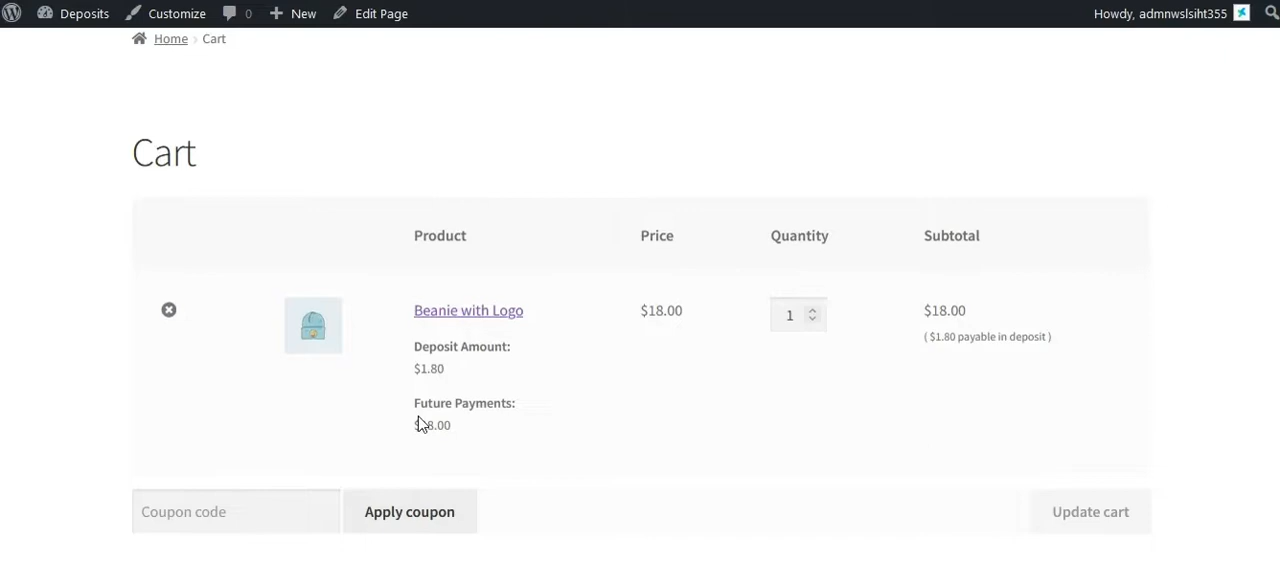 Deposits Customize 0 New Edit Page Howdy, admnwslsiht355
Home › Cart
Cart
Product Price Quantity Subtotal
Beanie with Logo $18.00 1 $18.00
( $1.80 payable in deposit )
Deposit Amount:
$1.80
Future Payments:
Coupon code Apply coupon Update cart